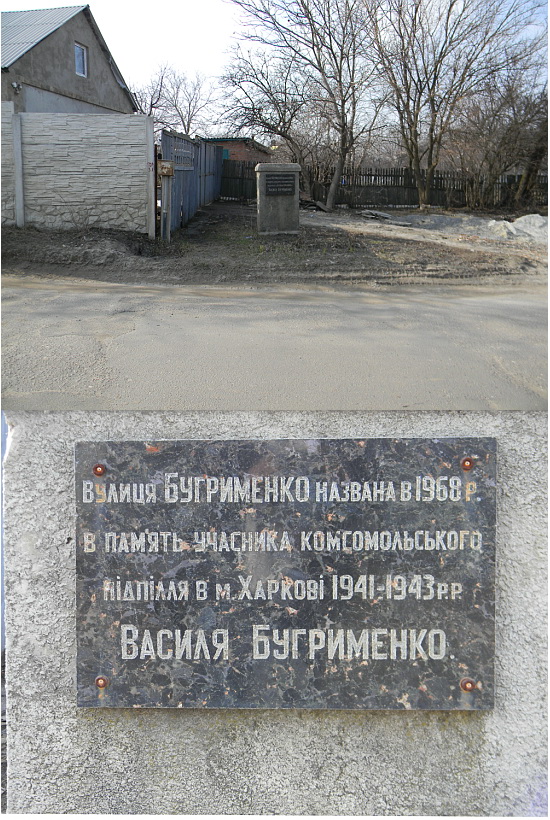 Вулиця Бугрименко названа в 1968 р.
в пам'ять учасника комсомольського
підпілля в м. Харкові 1941-1943 р.р.
Василя Бугрименко.